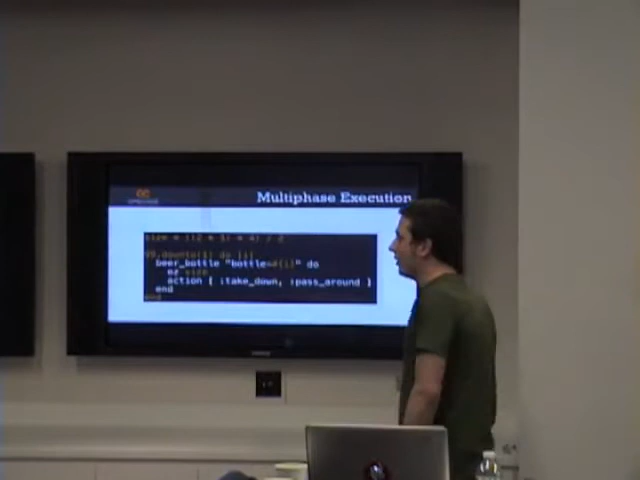 Multiphase Execution
size = ((2 * 3) + 4) / 2
99.downto(1) do |i|
beer_bottle "bottle-#{i}" do
oz size
action [ :take_down, :pass_around ]
end
end